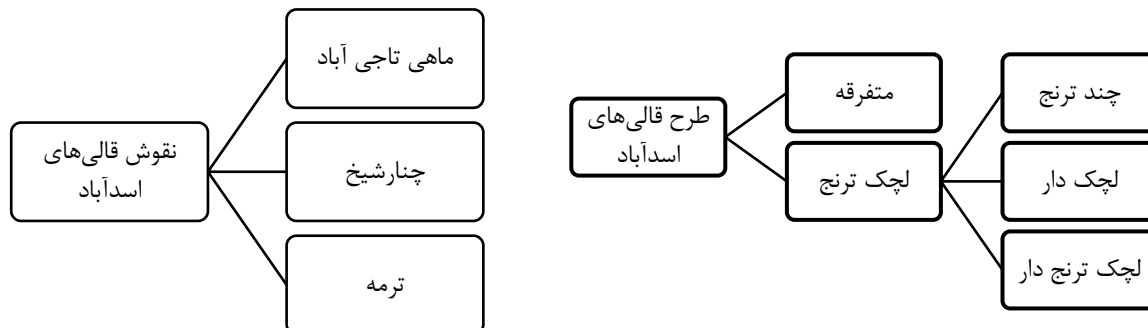 طرح قالی‌های
اسدآباد
متفرقه
لچک ترنج
چند ترنج
لچک دار
لچک ترنج دار
نقوش قالی‌های
اسدآباد
ماهی تاجی آباد
چنارشیخ
ترمه